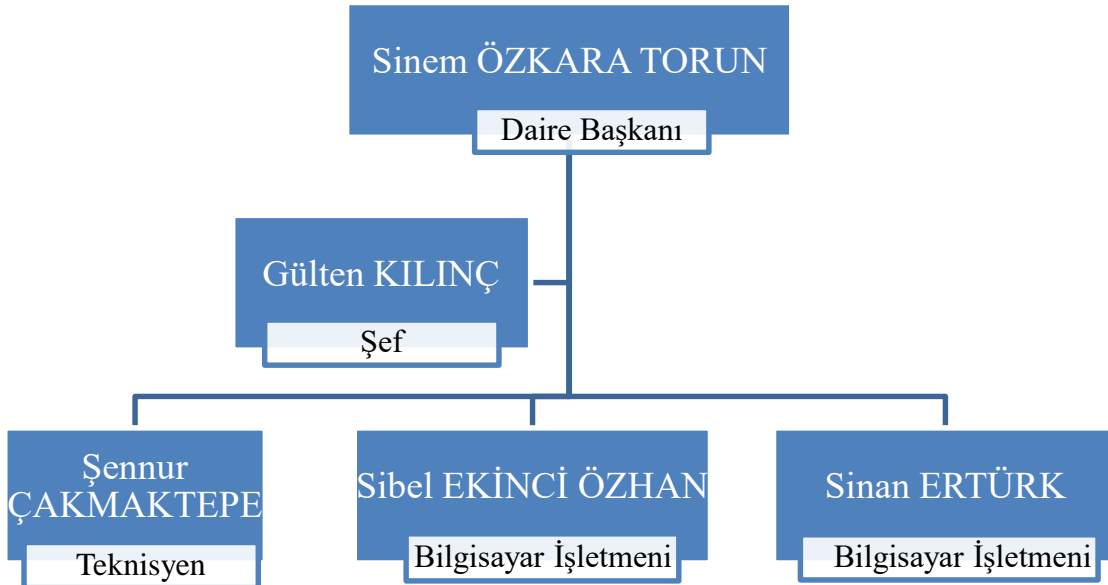 Sinem ÖZKARA TORUN
Daire Başkanı
Gülten KILINÇ
Şef
Şennur
ÇAKMAKTEPE
Teknisyen
Sibel EKİNCİ ÖZHAN
Bilgisayar İşletmeni
Sinan ERTÜRK
Bilgisayar İşletmeni